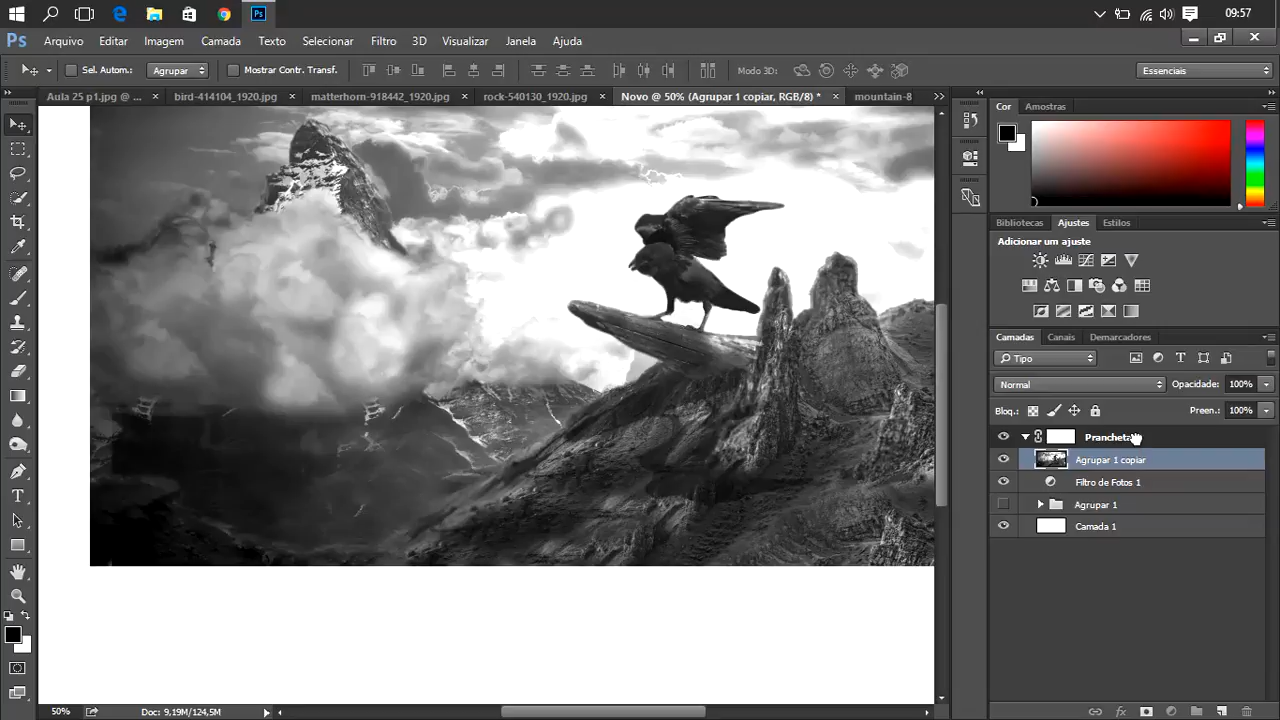 09:57
Ps Arquivo Editar Imagem Camada Texto Selecionar Filtro 3D Visualizar Janela Ajuda
Sel. Autom.: Agrupar Mostrar Contr. Transf. Modo 3D: Essenciais
Aula 25 p1.jpg @ ... × bird-414104_1920.jpg × matterhorn-918442_1920.jpg × rock-540130_1920.jpg × Novo @ 50% (Agrupar 1 copiar, RGB/8) * × mountain-8
Cor Amostras
Bibliotecas Ajustes Estilos
Adicionar um ajuste
Camadas Canais Demarcadores
Tipo
Normal Opacidade: 100%
Bloq.: Preen.: 100%
Agrupar 1 copiar
Filtro de Fotos 1
Agrupar 1
Camada 1
50% Doc: 9,19M/124,5M